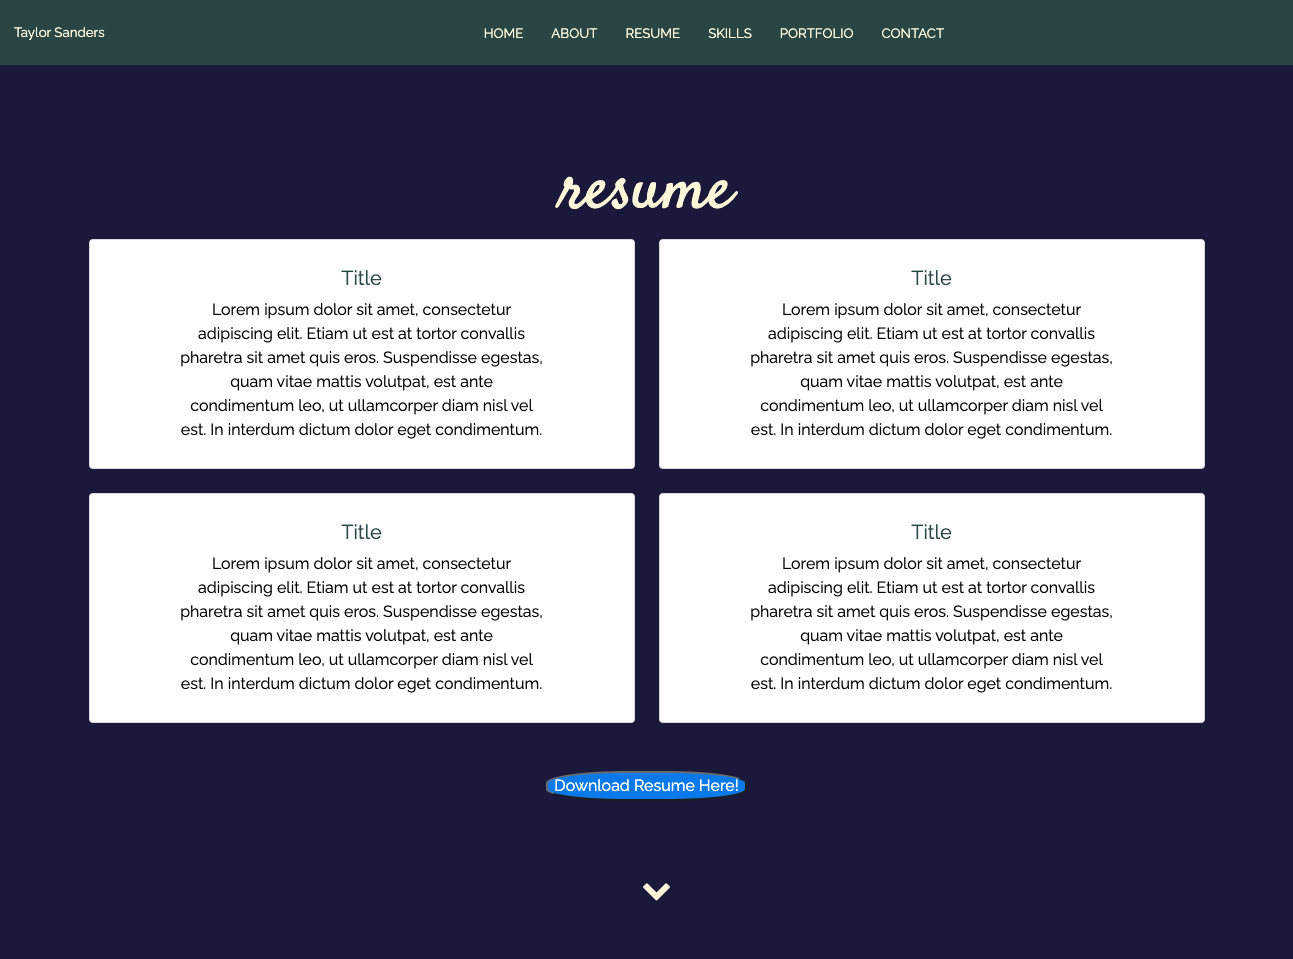 Taylor Sanders
HOME ABOUT RESUME SKILLS PORTFOLIO CONTACT
resume
Title
Lorem ipsum dolor sit amet, consectetur
adipiscing elit. Etiam ut est at tortor convallis
pharetra sit amet quis eros. Suspendisse egestas,
quam vitae mattis volutpat, est ante
condimentum leo, ut ullamcorper diam nisl vel
est. In interdum dictum dolor eget condimentum.
Title
Lorem ipsum dolor sit amet, consectetur
adipiscing elit. Etiam ut est at tortor convallis
pharetra sit amet quis eros. Suspendisse egestas,
quam vitae mattis volutpat, est ante
condimentum leo, ut ullamcorper diam nisl vel
est. In interdum dictum dolor eget condimentum.
Title
Lorem ipsum dolor sit amet, consectetur
adipiscing elit. Etiam ut est at tortor convallis
pharetra sit amet quis eros. Suspendisse egestas,
quam vitae mattis volutpat, est ante
condimentum leo, ut ullamcorper diam nisl vel
est. In interdum dictum dolor eget condimentum.
Title
Lorem ipsum dolor sit amet, consectetur
adipiscing elit. Etiam ut est at tortor convallis
pharetra sit amet quis eros. Suspendisse egestas,
quam vitae mattis volutpat, est ante
condimentum leo, ut ullamcorper diam nisl vel
est. In interdum dictum dolor eget condimentum.
Download Resume Here!